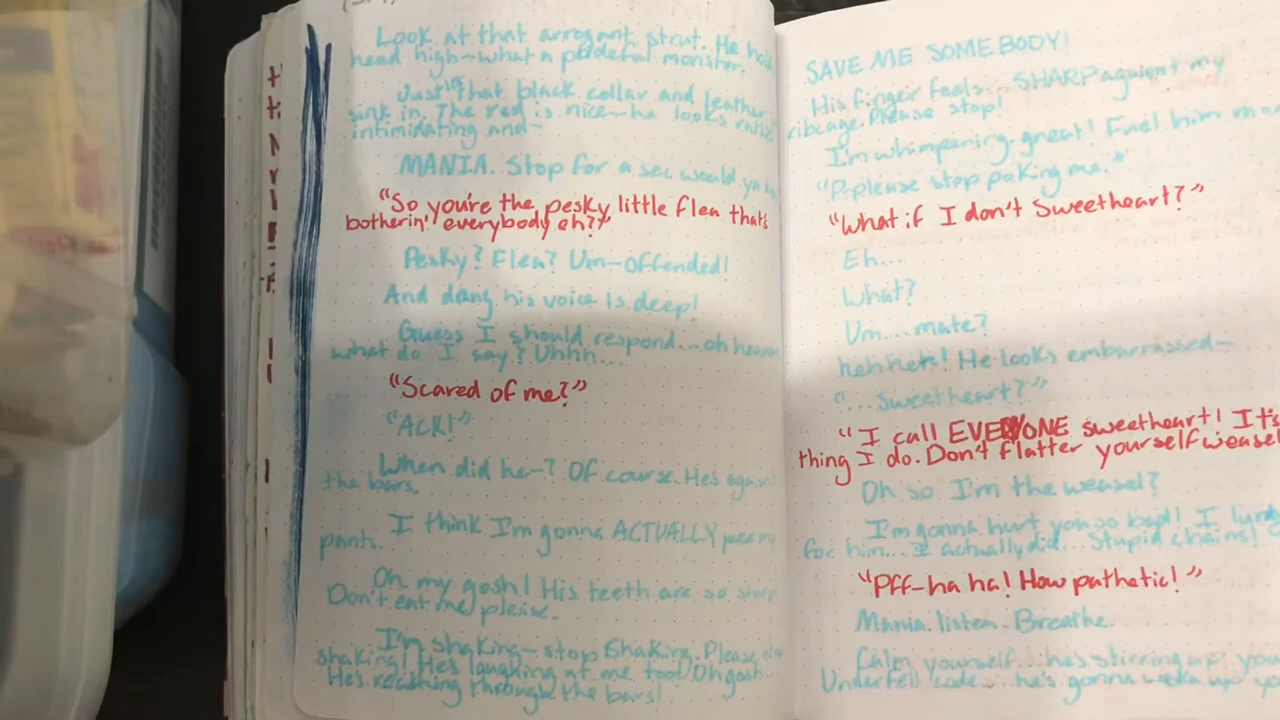 Look at that arrogant strut. He hold
head high-what a prideful monster.
Just that black collar and leather
sink in. The red is nice-ha looks
intimidating and-
MANIA. Stop for a sec would ya
"So you're the pesky little flea that's
botherin' everybody eh?"
Pesky? Flea? Um-offended!
And dang his voice is deep!
Guess I should respond...oh heaven
what do I say? Uhhh...
"Scared of me?"
"Ack!"
When did he-? Of course. He's against
the bars.
I think I'm gonna ACTUALLY pee my
pants.
Oh my gosh! His teeth are so sharp
Don't eat me please.
I'm shaking-stop shaking. Please
shaking! He's laughing at me too! Oh gosh.
He's reaching through the bars!
SAVE ME SOMEBODY!
His finger feels... SHARP against my
ribcage. Please stop!
I'm whimpering. great! Fuel him
"P-please stop poking me."
"What if I don't Sweetheart?"
Eh...
What?
Um....mate?
heh heh! He looks embarrassed-
"...sweetheart?"
"I call EVERYONE sweetheart! It's
thing I do. Don't flatter yourself weasel
Oh so I'm the weasel?
I'm gonna hurt you so bad! I
for him... I actually did... Stupid chains!
"Pff-ha ha! How pathetic!"
Mania. listen. Breathe.
Calm yourself...he's stirring up your
Underfell code....he's gonna wake up